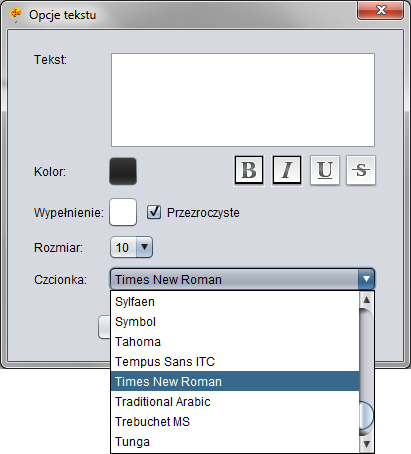 Opcje tekstu
Tekst:
Kolor:
B I U S
Wypełnienie:
Przezroczyste
Rozmiar:
10
Czcionka:
Times New Roman
Sylfaen
Symbol
Tahoma
Tempus Sans ITC
Times New Roman
Traditional Arabic
Trebuchet MS
Tunga